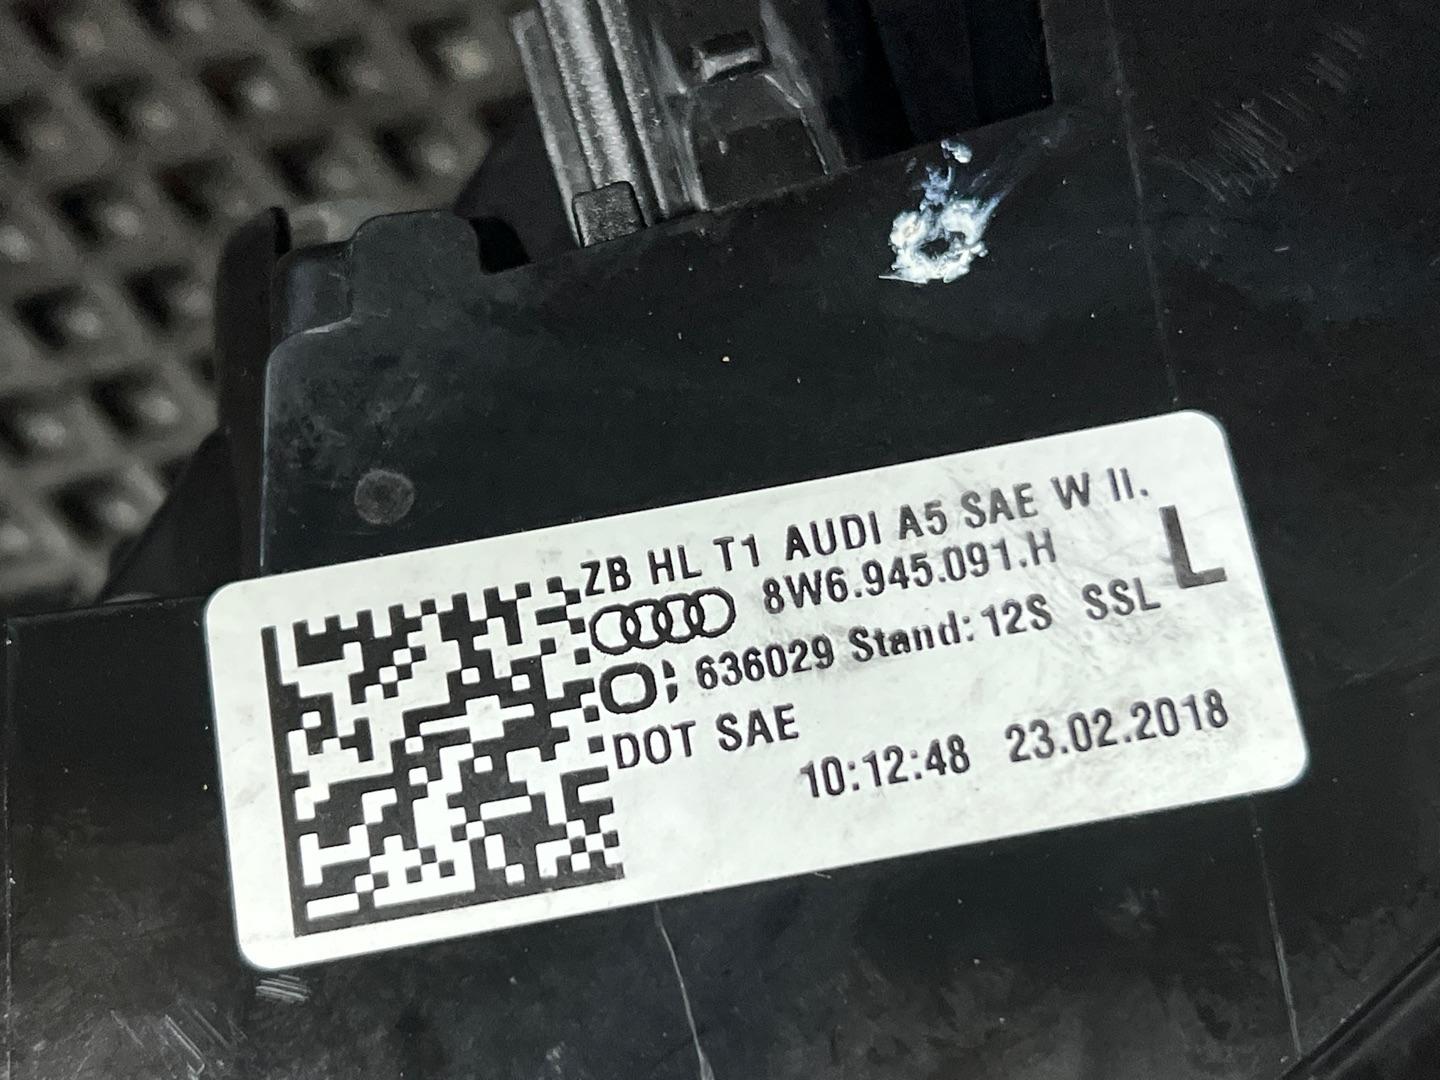 ZB HL T1 AUDI A5 SAE W II.
8W6.945.091.H
L
636029 Stand: 12S SSL
DOT SAE
10:12:48 23.02.2018